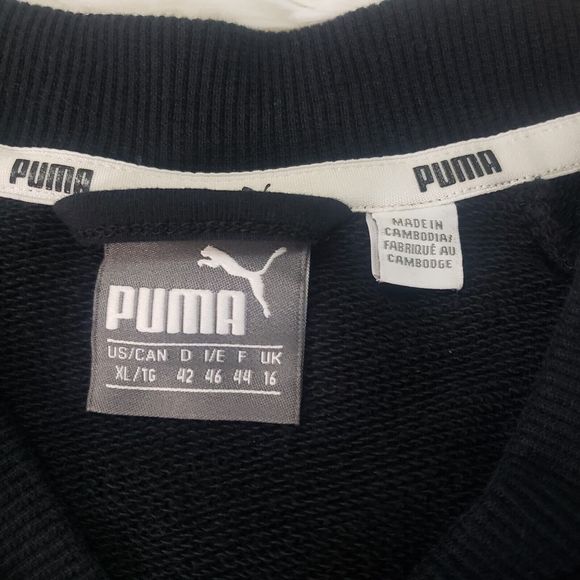 PUMA
PUMA
MADE IN
CAMBODIA/
FABRIQUÉ AU
CAMBODGE
PUMA
US/CAN D I/E F UK
XL/TG 42 46 44 16